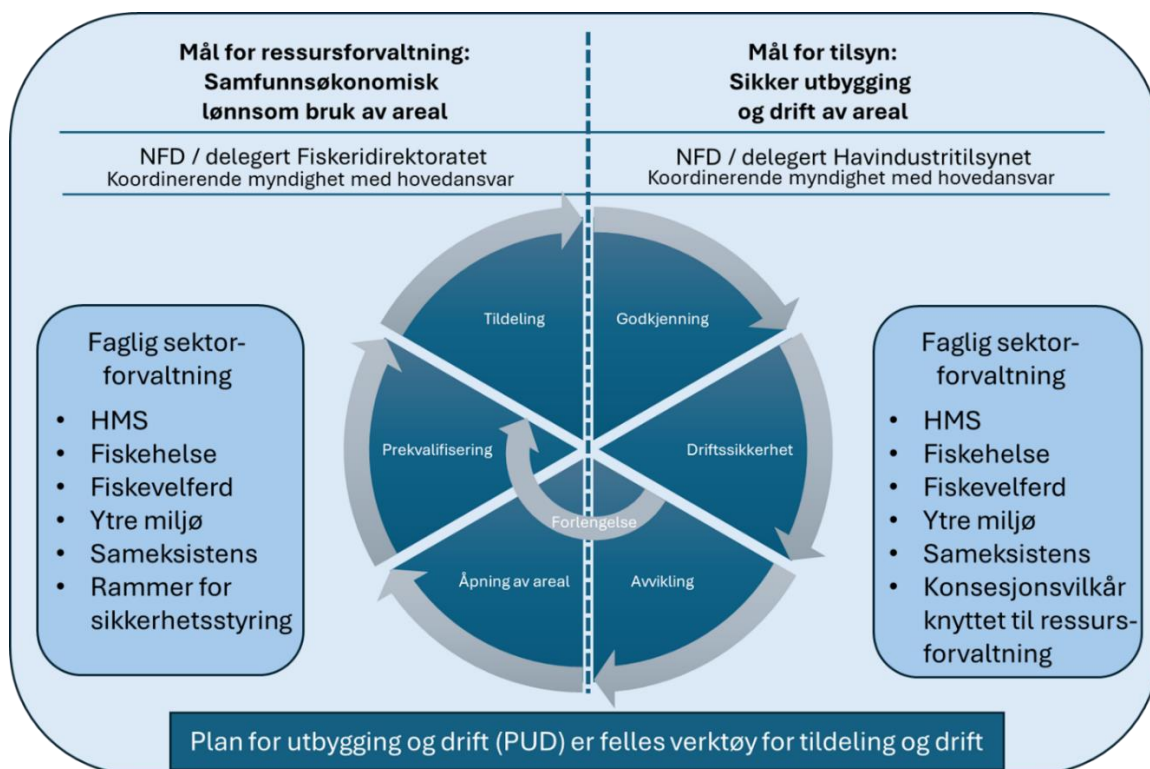 Mål for ressursforvaltning:
Samfunnsøkonomisk
lønnsom bruk av areal
Mål for tilsyn:
Sikker utbygging
og drift av areal
NFD / delegert Fiskeridirektoratet
Koordinerende myndighet med hovedansvar
NFD / delegert Havindustritilsynet
Koordinerende myndighet med hovedansvar
Faglig sektor-
forvaltning
• HMS
• Fiskehelse
• Fiskevelferd
• Ytre miljø
• Sameksistens
• Rammer for
sikkerhetsstyring
Tildeling
Godkjenning
Prekvalifisering
Driftssikkerhet
Forlengelse
Åpning av areal
Avvikling
Faglig sektor-
forvaltning
• HMS
• Fiskehelse
• Fiskevelferd
• Ytre miljø
• Sameksistens
• Konsesjonsvilkår
knyttet til ressurs-
forvaltning
Plan for utbygging og drift (PUD) er felles verktøy for tildeling og drift